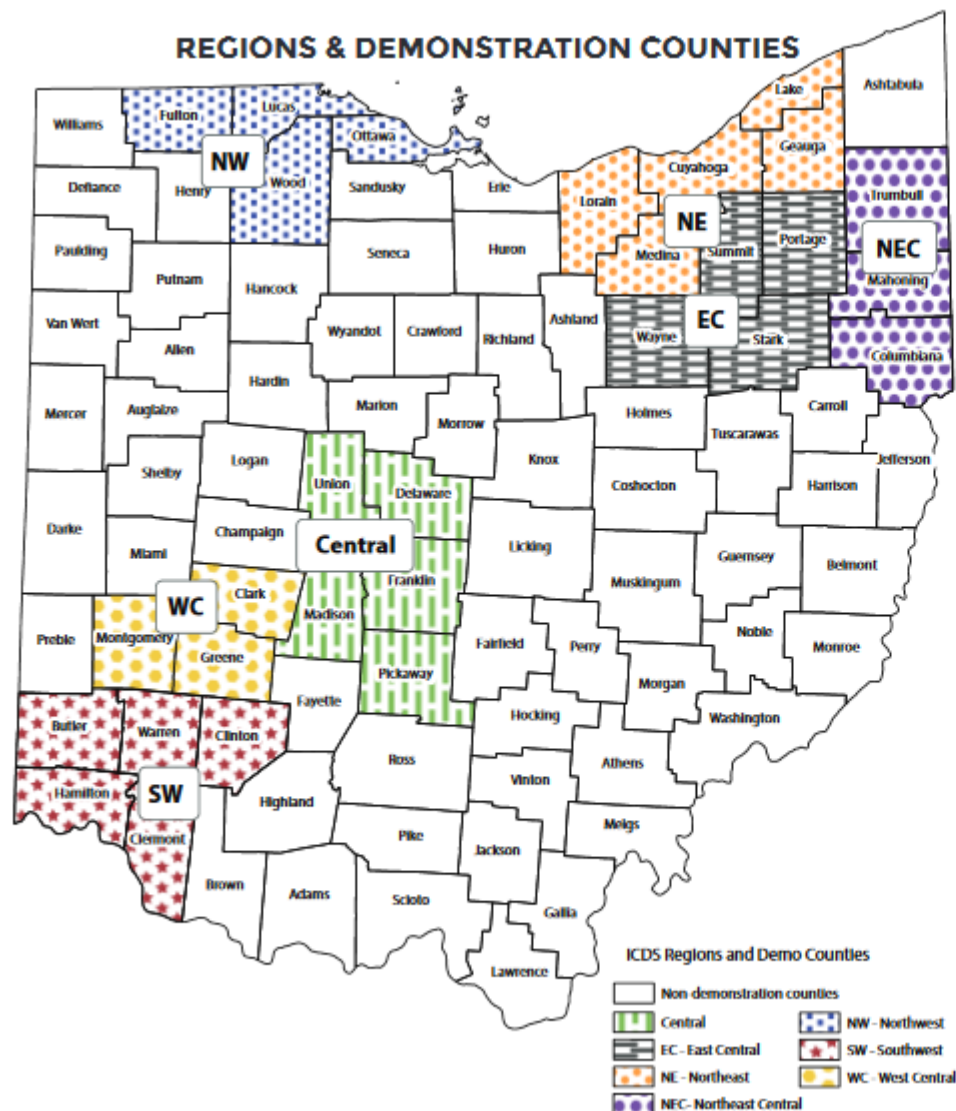 REGIONS & DEMONSTRATION COUNTIES
Lake
Ashtabula
Williams
Fulton
Lucas
Ottawa
Geauga
Cuyahoga
NW
Wood
Defiance
Henry
Sandusky
Erie
Lorain
Trumbull
NE
Summit
Portage
NEC
Paulding
Putnam
Hancock
Seneca
Huron
Medina
Mahoning
Van Wert
Allen
Wyandot
Crawford
Richland
Ashland
Wayne
EC
Stark
Columbiana
Mercer
Auglaize
Hardin
Marion
Morrow
Holmes
Tuscarawas
Carroll
Shelby
Logan
Union
Delaware
Knox
Coshocton
Harrison
Jefferson
Darke
Miami
Champaign
Central
Franklin
Licking
Muskingum
Guernsey
Belmont
WC
Clark
Madison
Preble
Montgomery
Greene
Pickaway
Fairfield
Perry
Noble
Monroe
Morgan
Fayette
Butler
Warren
Clinton
Ross
Hocking
Athens
Washington
Hamilton
SW
Clermont
Highland
Vinton
Meigs
Pike
Jackson
Brown
Adams
Scioto
Gallia
Lawrence
ICDS Regions and Demo Counties
Non-demonstration counties
Central
NW - Northwest
EC - East Central
SW - Southwest
NE - Northeast
WC - West Central
NEC- Northeast Central